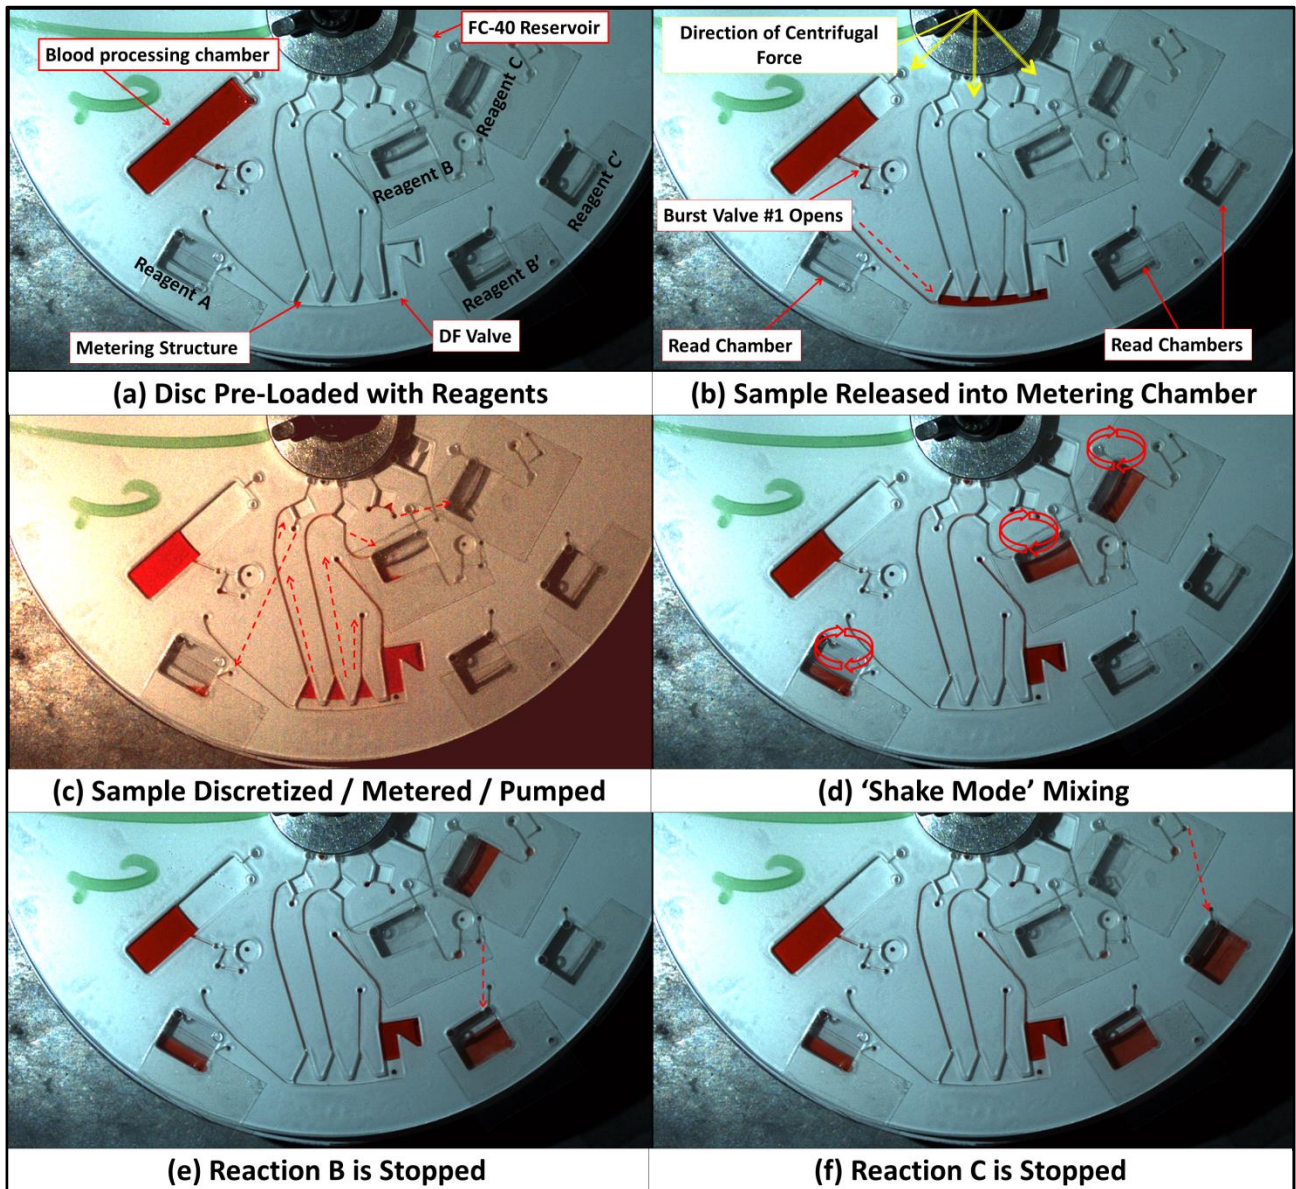 FC-40 Reservoir
Blood processing chamber
Reagent C
Reagent B
Reagent C’
Reagent A
Reagent B’
Metering Structure
DF Valve
(a) Disc Pre-Loaded with Reagents
Direction of Centrifugal
Force
Burst Valve #1 Opens
Read Chamber
Read Chambers
(b) Sample Released into Metering Chamber
(c) Sample Discretized / Metered / Pumped
(d) ‘Shake Mode’ Mixing
(e) Reaction B is Stopped
(f) Reaction C is Stopped